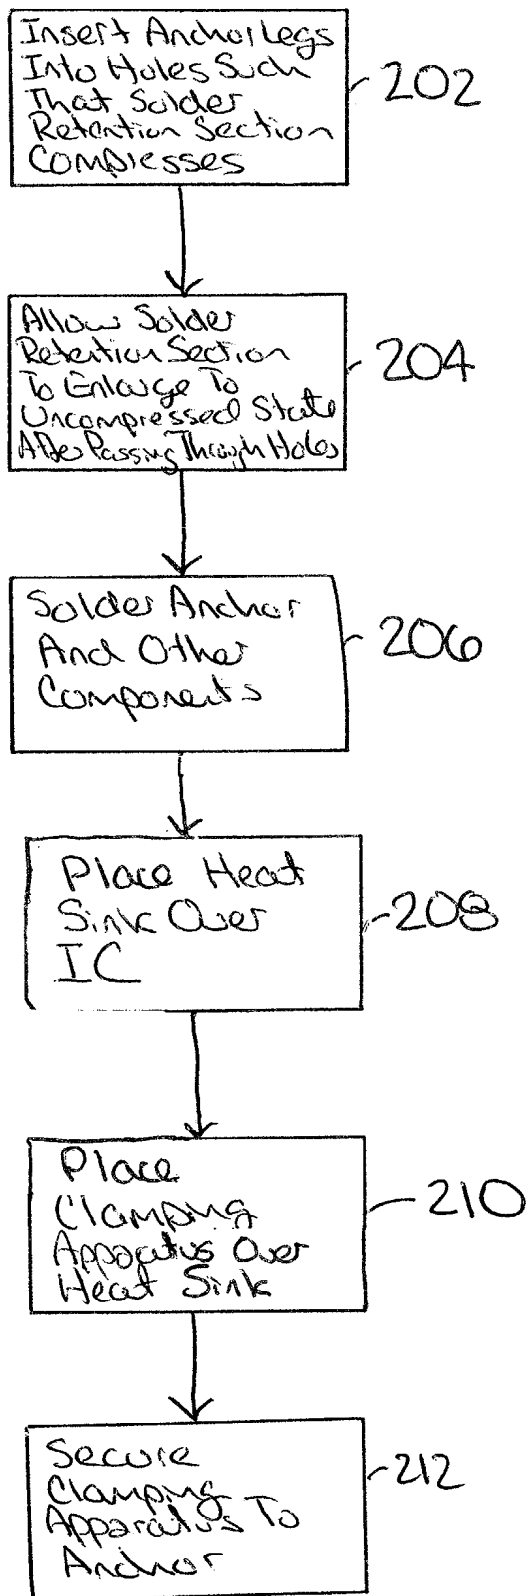 Insert Anchor Legs
Into Holes Such
That Solder
Retention Section
Compresses
202
Allow Solder
Retention Section
To Enlarge To
Uncompressed State
After Passing Through Holes
204
Solder Anchor
And Other
Components
206
Place Heat
Sink Over
IC
208
Place
Clamping
Apparatus Over
Heat Sink
210
Secure
Clamping
Apparatus To
Anchor
212